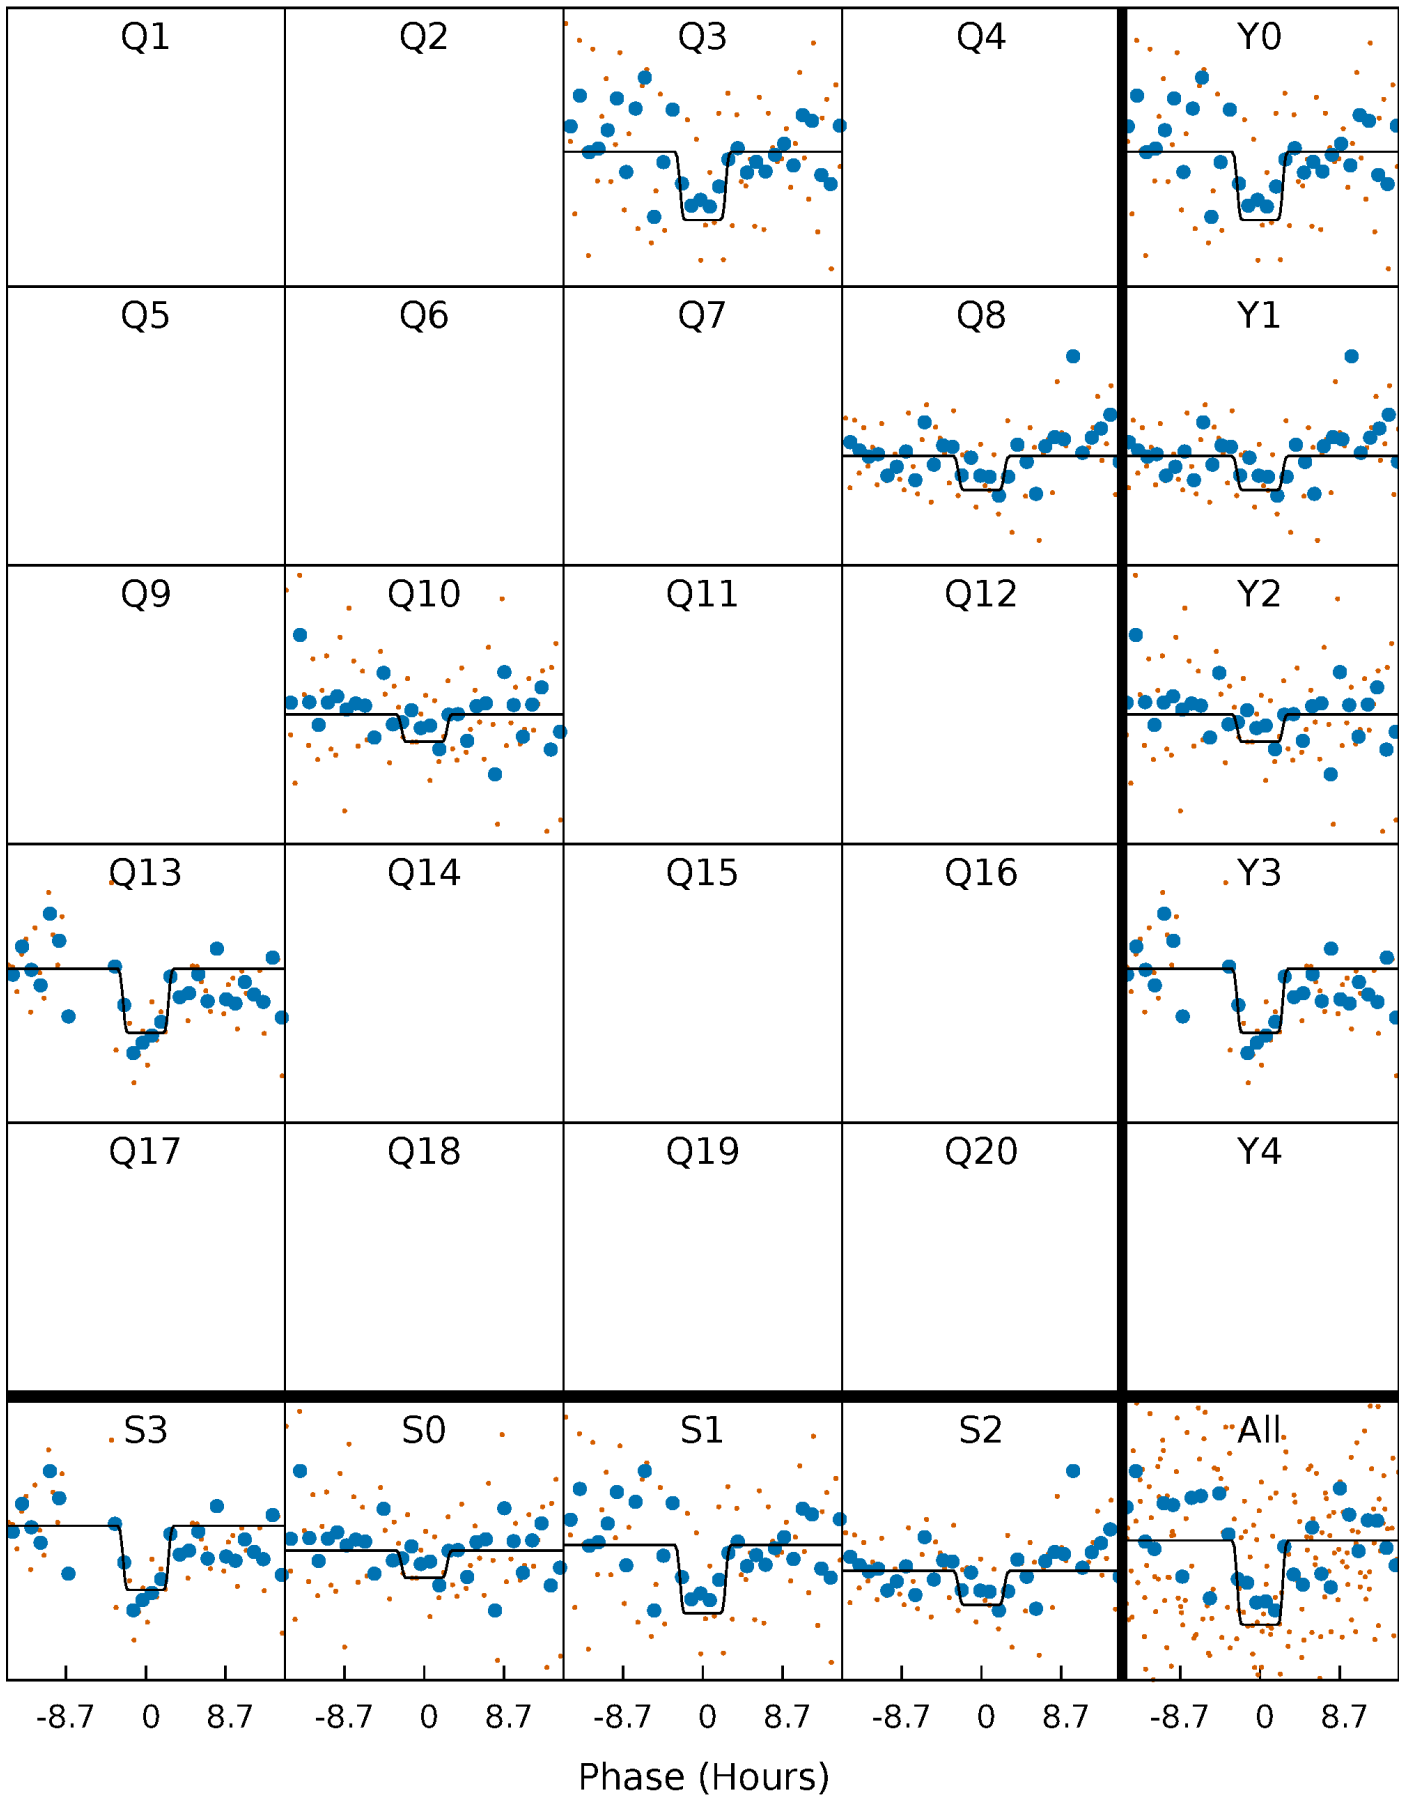 Q1 Q2 Q3 Q4 Y0
Q5 Q6 Q7 Q8 Y1
Q9 Q10 Q11 Q12 Y2
Q13 Q14 Q15 Q16 Y3
Q17 Q18 Q19 Q20 Y4
S3 S0 S1 S2 All
-8.7 0 8.7 -8.7 0 8.7 -8.7 0 8.7 -8.7 0 8.7 -8.7 0 8.7
Phase (Hours)